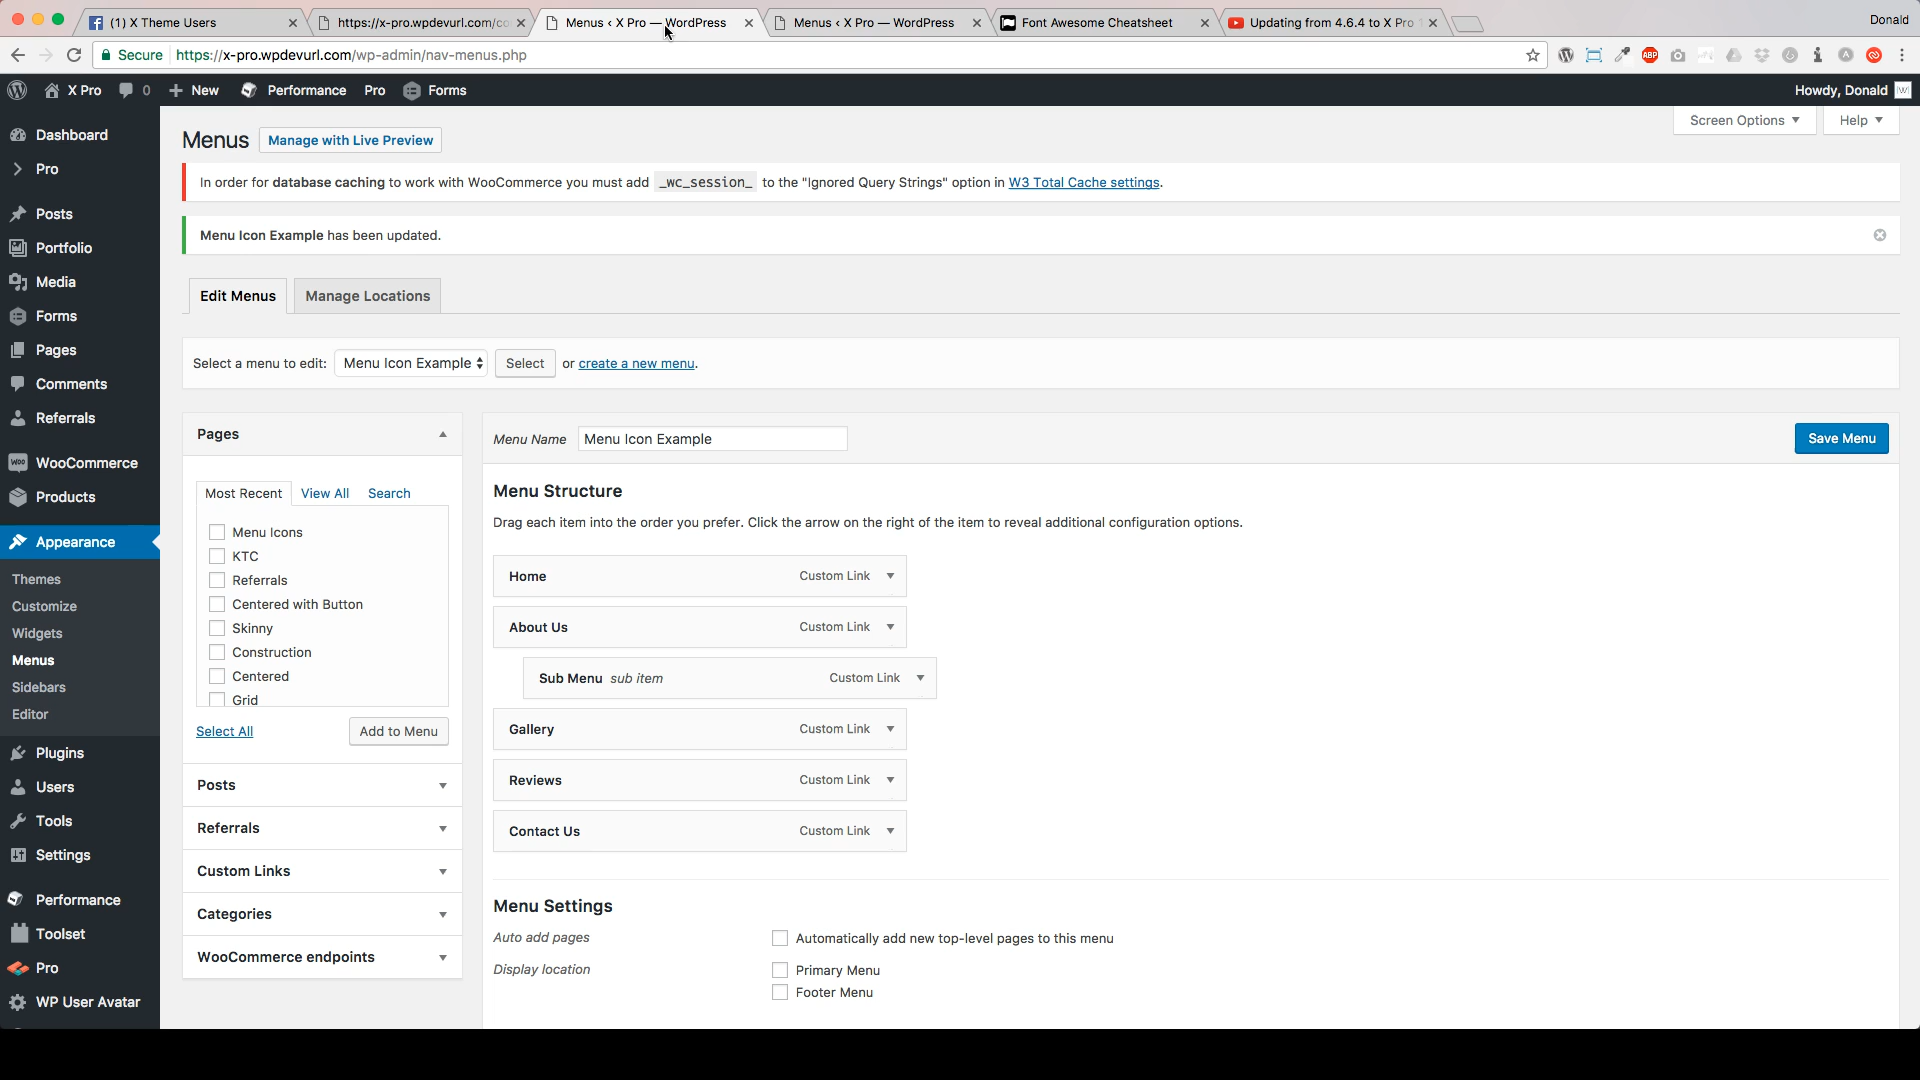 (1) X Theme Users
https://x-pro.wpdevurl.com/co
Menus ‹ X Pro — WordPress
Menus ‹ X Pro — WordPress
Font Awesome Cheatsheet
Updating from 4.6.4 to X Pro
Donald
Secure
https://x-pro.wpdevurl.com/wp-admin/nav-menus.php
ABP
X Pro
0
New
Performance
Pro
Forms
Howdy, Donald
Dashboard
Pro
Posts
Portfolio
Media
Forms
Pages
Comments
Referrals
WooCommerce
Products
Appearance
Themes
Customize
Widgets
Menus
Sidebars
Editor
Plugins
Users
Tools
Settings
Performance
Toolset
Pro
WP User Avatar
Screen Options
Help
Menus
Manage with Live Preview
In order for database caching to work with WooCommerce you must add _wc_session_ to the "Ignored Query Strings" option in W3 Total Cache settings.
Menu Icon Example has been updated.
Edit Menus
Manage Locations
Select a menu to edit: Menu Icon Example Select or create a new menu.
Pages
Most Recent
View All
Search
Menu Icons
KTC
Referrals
Centered with Button
Skinny
Construction
Centered
Grid
Select All
Add to Menu
Posts
Referrals
Custom Links
Categories
WooCommerce endpoints
Menu Name
Menu Icon Example
Save Menu
Menu Structure
Drag each item into the order you prefer. Click the arrow on the right of the item to reveal additional configuration options.
Home Custom Link
About Us Custom Link
Sub Menu sub item Custom Link
Gallery Custom Link
Reviews Custom Link
Contact Us Custom Link
Menu Settings
Auto add pages
Automatically add new top-level pages to this menu
Display location
Primary Menu
Footer Menu